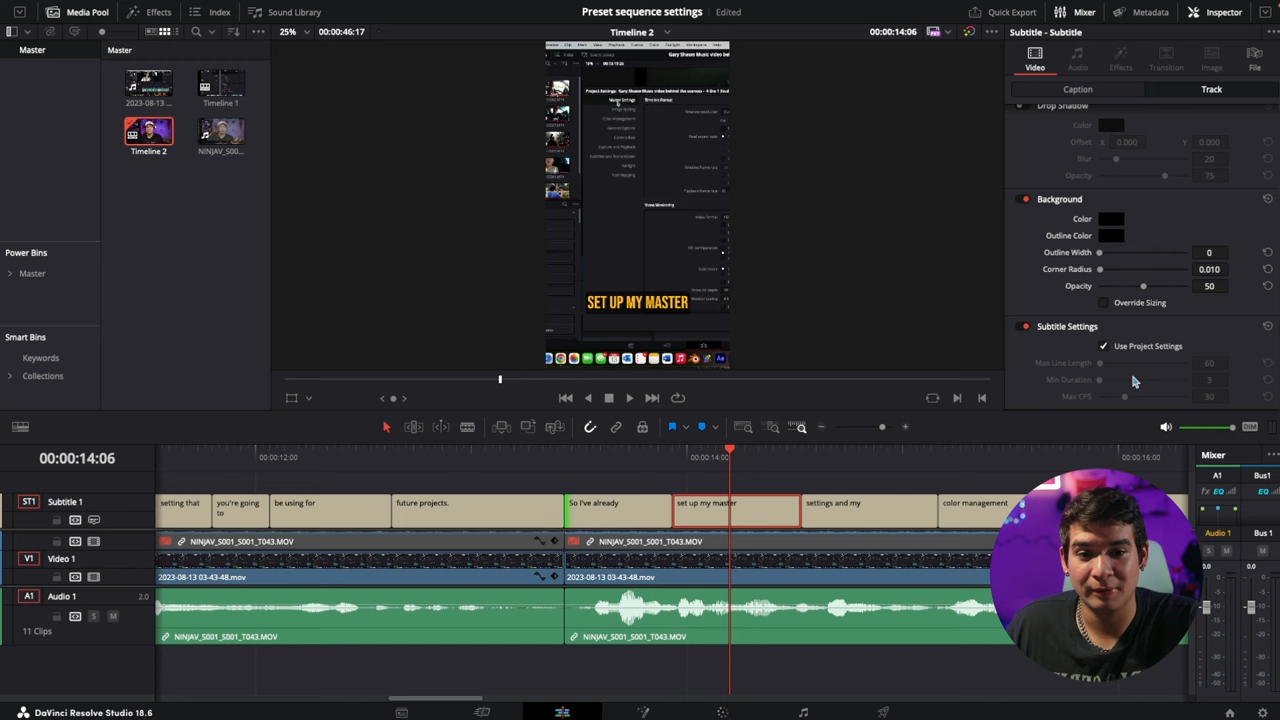 Media Pool
Effects
Index
Sound Library
Preset sequence settings
Edited
Quick Export
Mixer
Metadata
Inspector
25%
00:00:46:17
Timeline 2
00:00:14:06
Subtitle - Subtitle
Master
Master
2023-08-13 ...
Timeline 1
Timeline 2
NINJAV_S00...
Power Bins
Master
Smart Bins
Keywords
Collections
SET UP MY MASTER
Video
Audio
Effects
Transition
Image
File
Caption
Track
Drop Shadow
Color
Offset X 0.000 Y 0.000
Blur 20
Opacity 75
Background
Color
Outline Color
Outline Width 0
Corner Radius 0.010
Opacity 50
Override Sizing
Subtitle Settings
Use Project Settings
Max Line Length 60
Min Duration 3
Max CPS 30
DIM
00:00:14:06
00:00:12:00
00:00:14:00
00:00:16:00
Mixer
A1
Bus1
fx EQ
EQ
Audio 1
Bus 1
0.0
0.0
S M
M
ST1
Subtitle 1
setting that
you're going
to
be using for
future projects.
So I've already
set up my master
settings and my
color management
NINJAV_S001_S001_T043.MOV
NINJAV_S001_S001_T043.MOV
V1
Video 1
2023-08-13 03-43-48.mov
2023-08-13 03-43-48.mov
A1
Audio 1
2.0
S M
11 Clips
NINJAV_S001_S001_T043.MOV
NINJAV_S001_S001_T043.MOV
DaVinci Resolve Studio 18.6